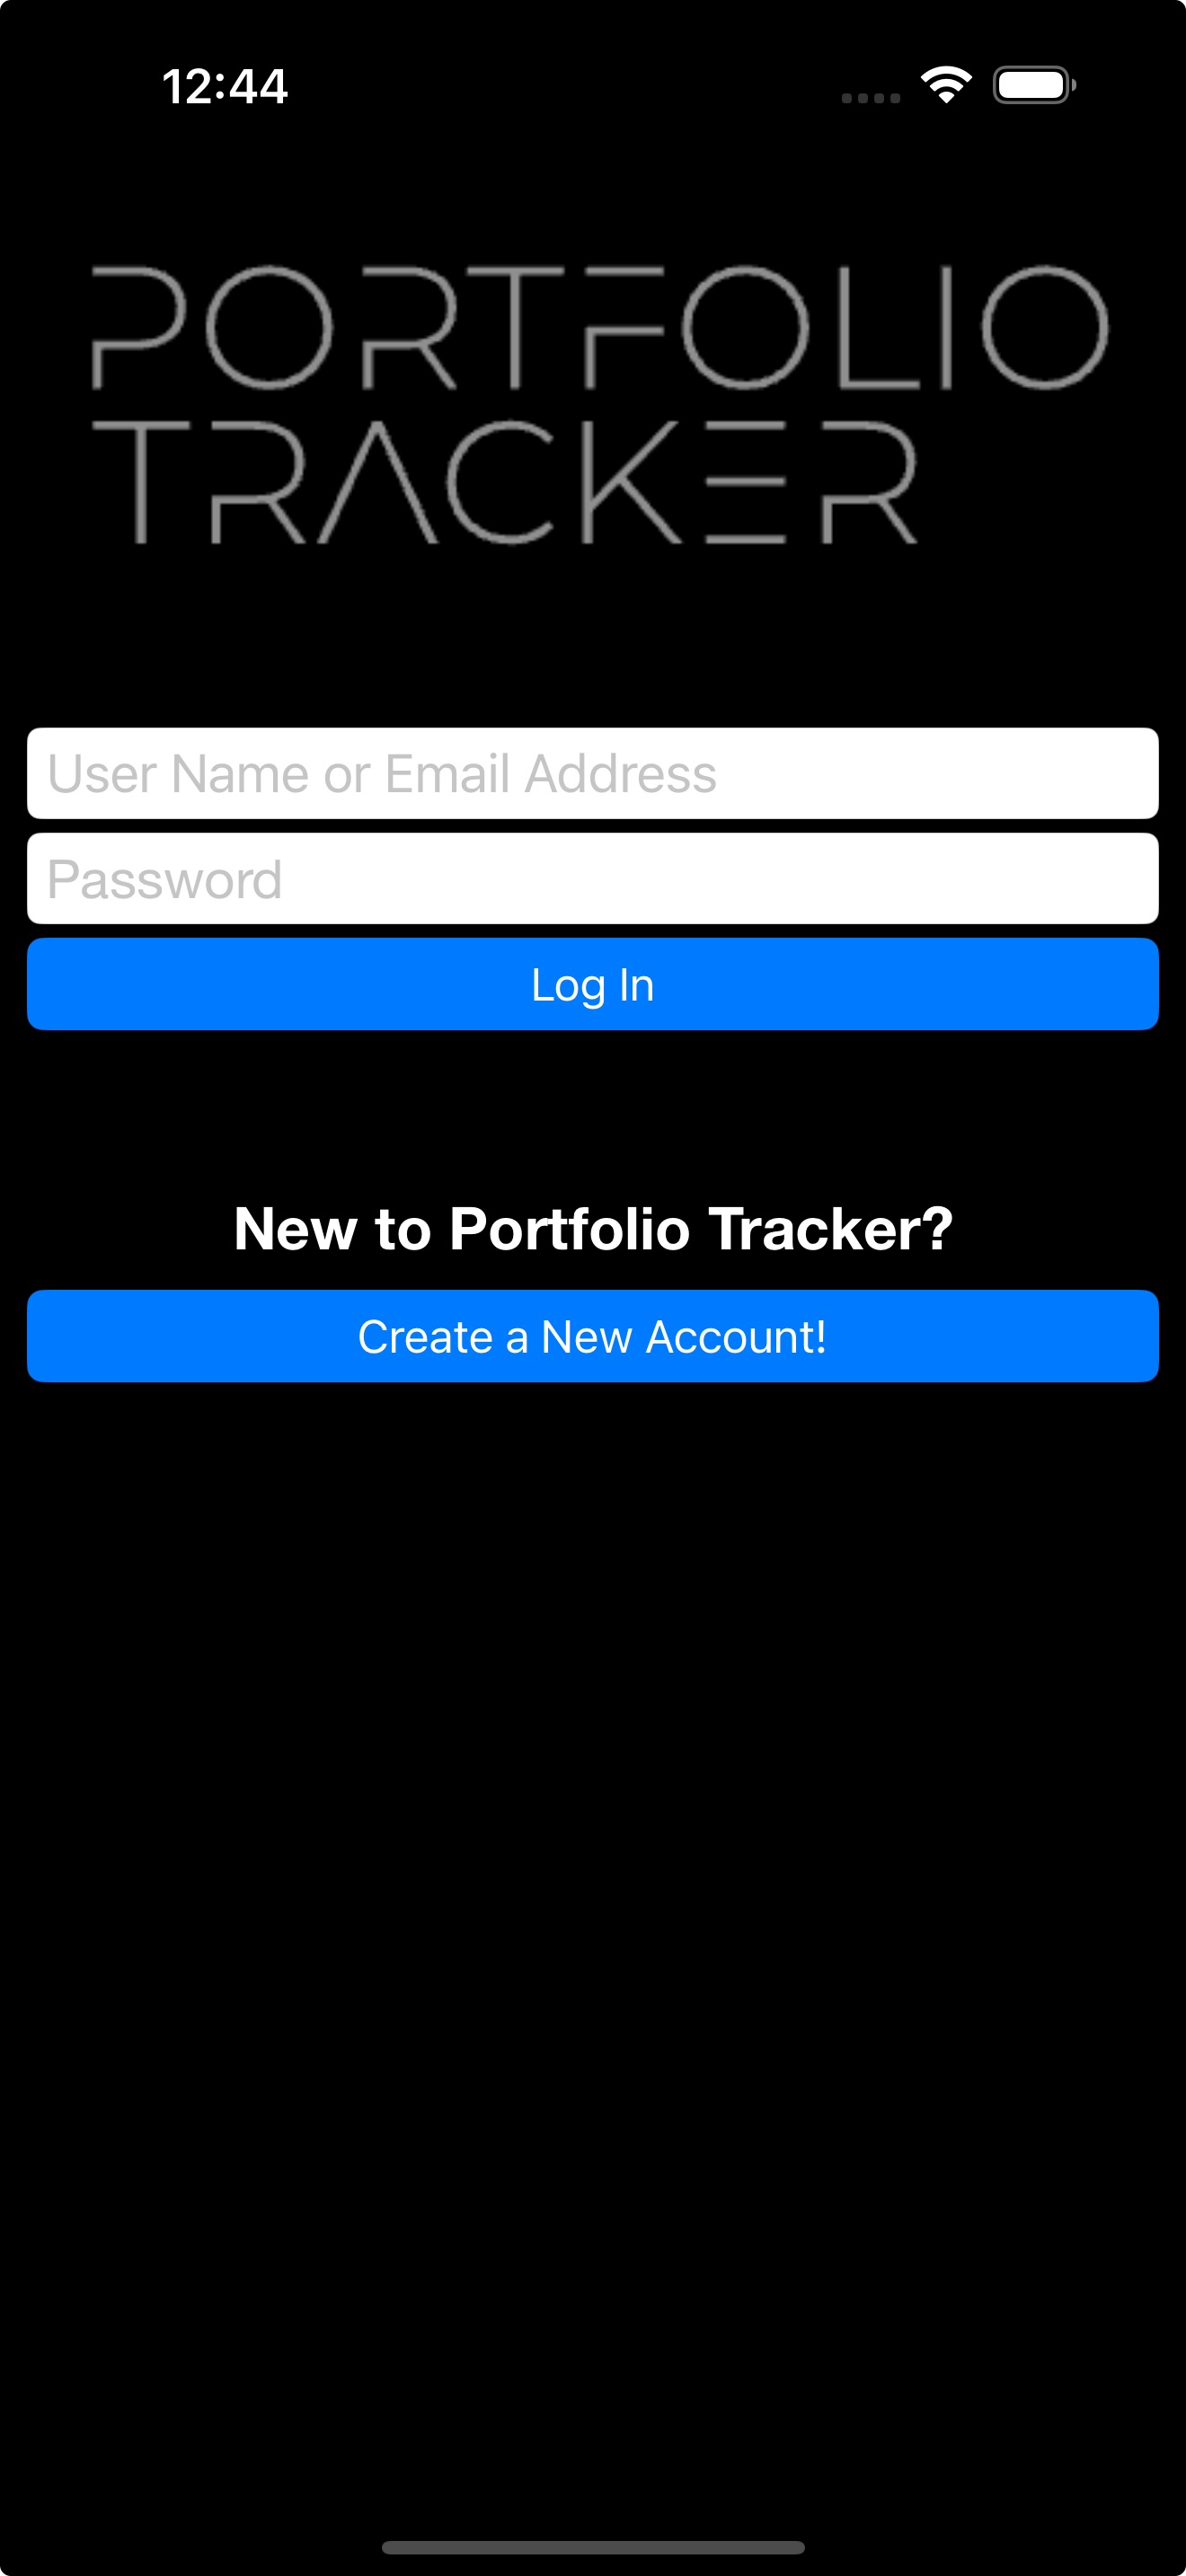 12:44
PORTFOLIO
TRACKER
User Name or Email Address
Password
Log In
New to Portfolio Tracker?
Create a New Account!